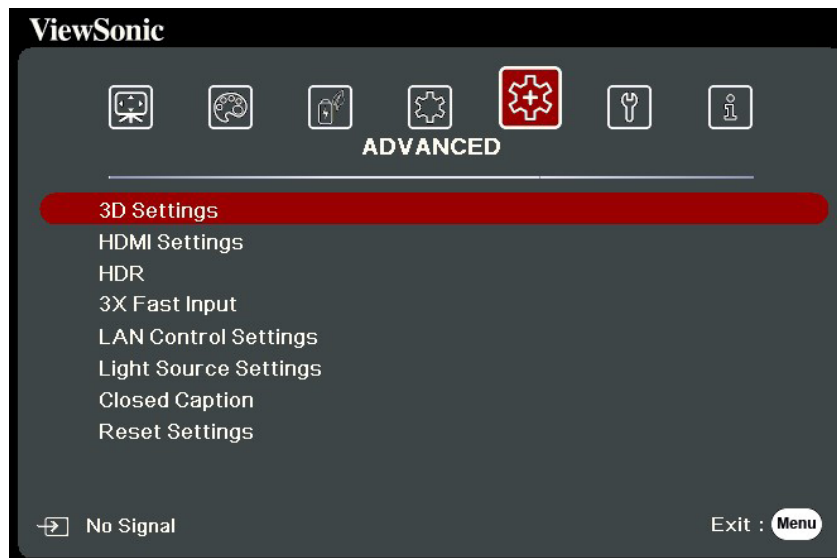 ViewSonic
ADVANCED
3D Settings
HDMI Settings
HDR
3X Fast Input
LAN Control Settings
Light Source Settings
Closed Caption
Reset Settings
No Signal
Exit : Menu